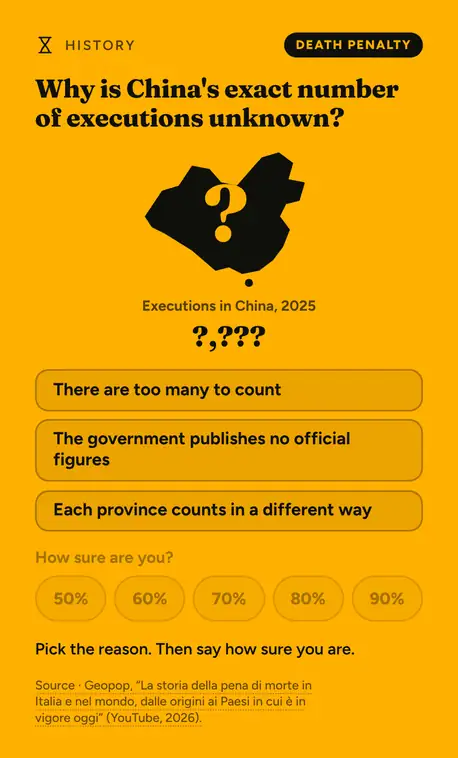 HISTORY
DEATH PENALTY
Why is China's exact number
of executions unknown?
?
Executions in China, 2025
?,???
There are too many to count
The government publishes no official
figures
Each province counts in a different way
How sure are you?
50%
60%
70%
80%
90%
Pick the reason. Then say how sure you are.
Source · Geopop, “La storia della pena di morte in
Italia e nel mondo, dalle origini ai Paesi in cui è in
vigore oggi” (YouTube, 2026).